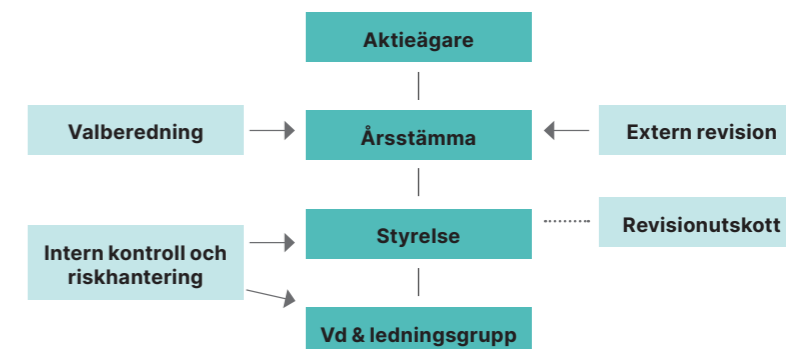 Aktieägare
Valberedning
Årsstämma
Extern revision
Styrelse
Revisionutskott
Intern kontroll och
riskhantering
Vd & ledningsgrupp